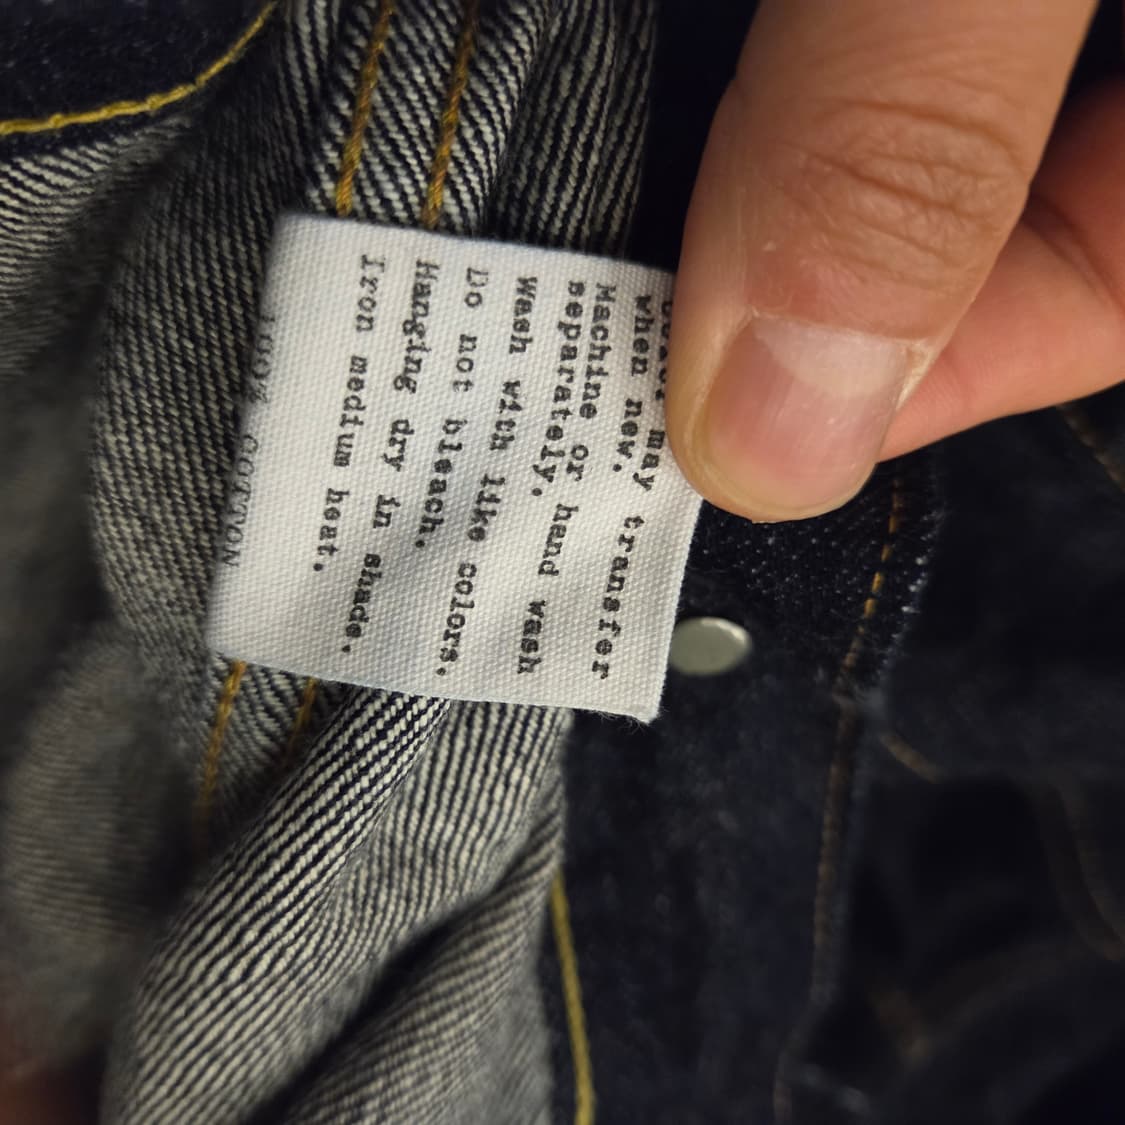 may transfer
when new.
Machine or hand wash
separately.
Wash with like colors.
Do not bleach.
Hanging dry in shade.
Iron medium heat.
COTTON